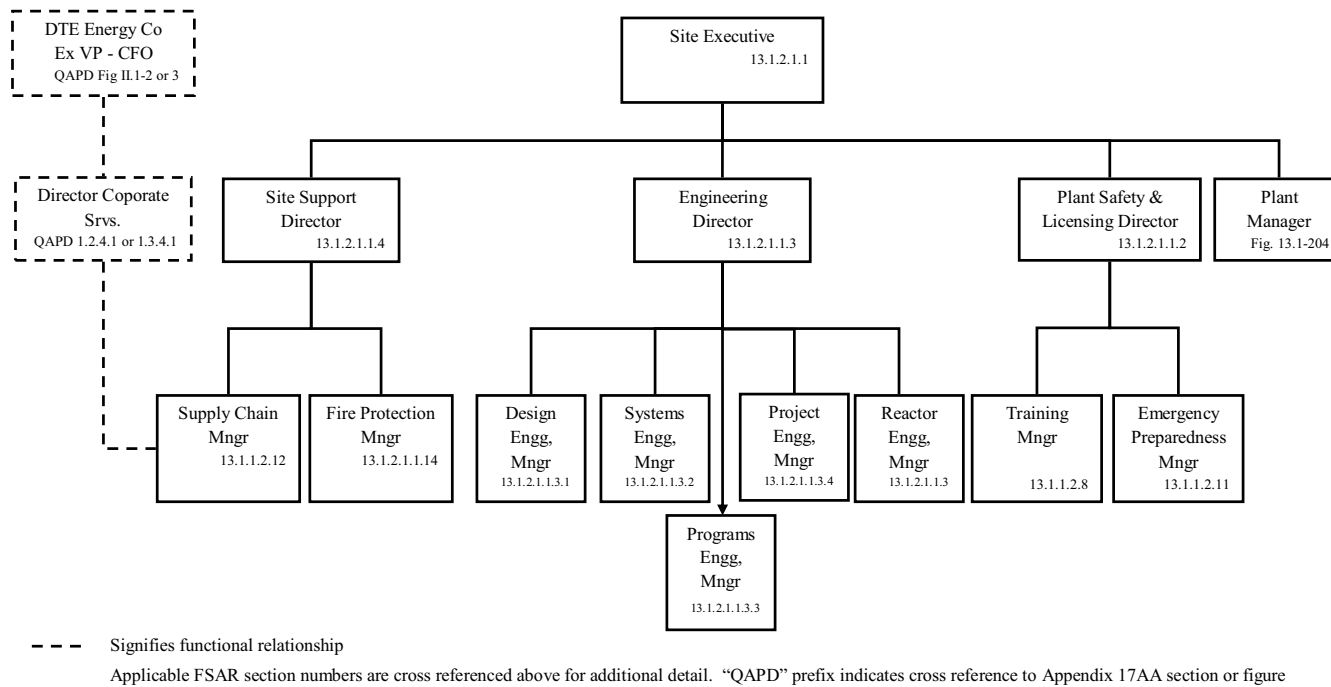 DTE Energy Co
Ex VP - CFO
QAPD Fig II.1-2 or 3
Site Executive
13.1.2.1.1
Director Coporate
Srvs.
QAPD 1.2.4.1 or 1.3.4.1
Site Support
Director
13.1.2.1.1.4
Engineering
Director
13.1.2.1.1.3
Plant Safety &
Licensing Director
13.1.2.1.1.2
Plant
Manager
Fig. 13.1-204
Supply Chain
Mngr
13.1.1.2.12
Fire Protection
Mngr
13.1.2.1.1.14
Design
Engg,
Mngr
13.1.2.1.1.3.1
Systems
Engg,
Mngr
13.1.2.1.1.3.2
Project
Engg,
Mngr
13.1.2.1.1.3.4
Reactor
Engg,
Mngr
13.1.2.1.1.3
Training
Mngr
13.1.1.2.8
Emergency
Preparedness
Mngr
13.1.1.2.11
Programs
Engg,
Mngr
13.1.2.1.1.3.3
Signifies functional relationship
Applicable FSAR section numbers are cross referenced above for additional detail. “QAPD” prefix indicates cross reference to Appendix 17AA section or figure